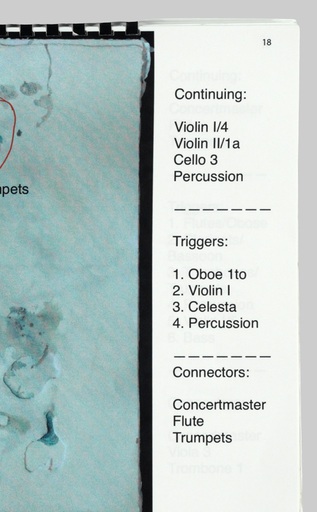 18
Continuing:
Violin I/4
Violin II/1a
Cello 3
Percussion
Triggers:
1. Oboe 1to
2. Violin I
3. Celesta
4. Percussion
Connectors:
Concertmaster
Flute
Trumpets
mpets